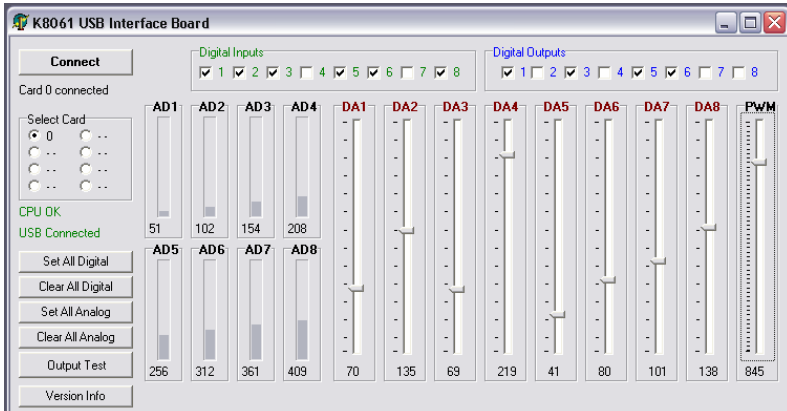 K8061 USB Interface Board
Connect
Card 0 connected
Select Card
0 --
-- --
-- --
-- --
CPU OK
USB Connected
Set All Digital
Clear All Digital
Set All Analog
Clear All Analog
Output Test
Version Info
Digital Inputs
1 2 3 4 5 6 7 8
Digital Outputs
1 2 3 4 5 6 7 8
AD1 AD2 AD3 AD4
51 102 154 208
AD5 AD6 AD7 AD8
256 312 361 409
DA1 DA2 DA3 DA4 DA5 DA6 DA7 DA8 PWM
70 135 69 219 41 80 101 138 845